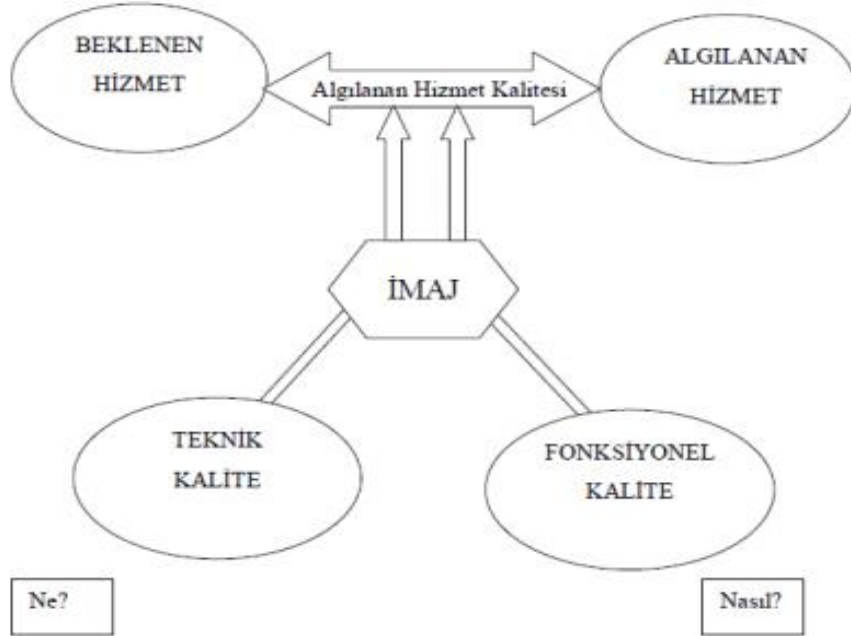 BEKLENEN
HİZMET
Algılanan Hizmet Kalitesi
ALGILANAN
HİZMET
İMAJ
TEKNİK
KALİTE
FONKSİYONEL
KALİTE
Ne?
Nasıl?